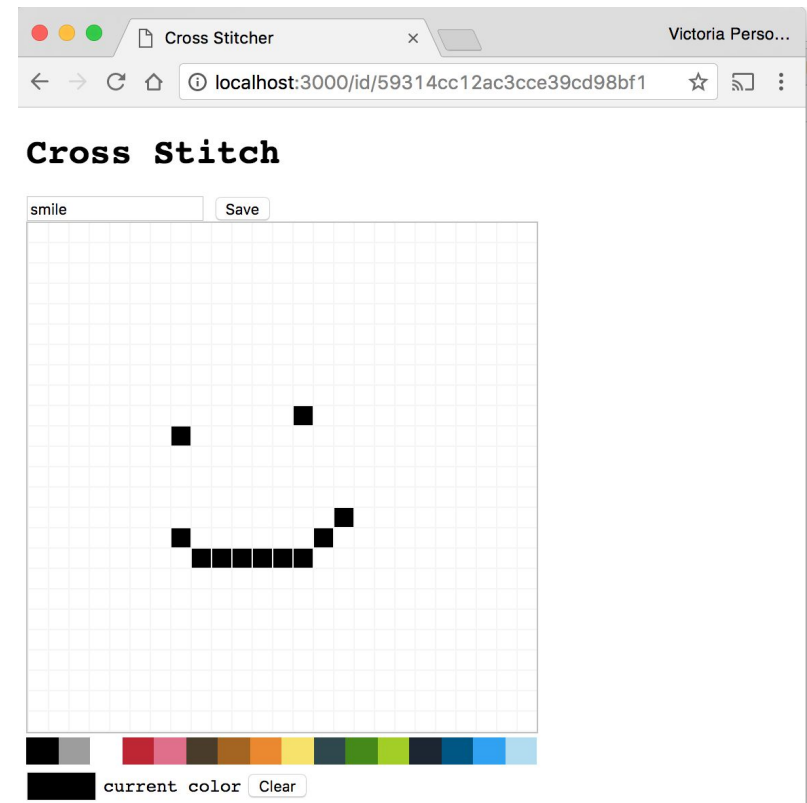 Cross Stitcher
Victoria Perso...
localhost:3000/id/59314cc12ac3cce39cd98bf1
Cross Stitch
smile Save
current color Clear